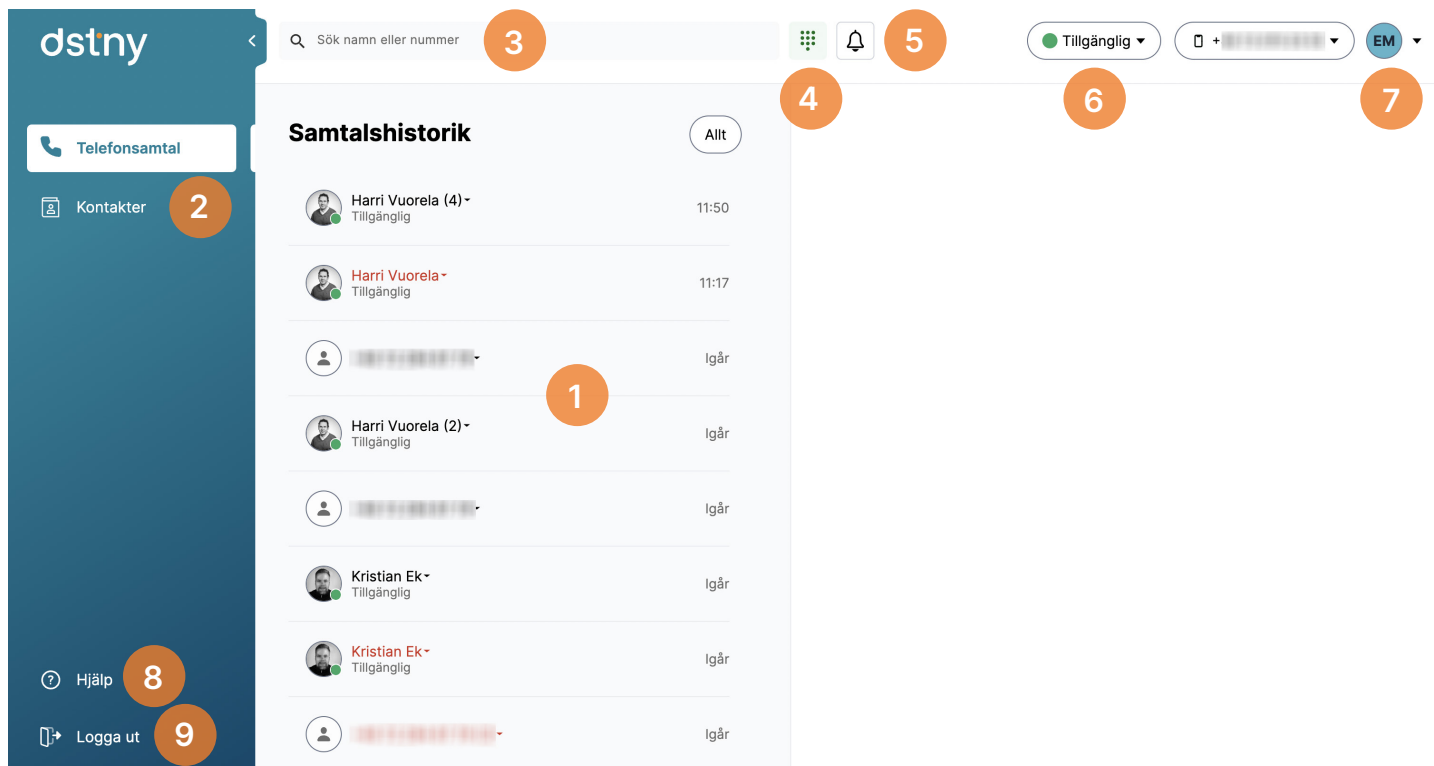 dstny
Sök namn eller nummer
3
5
Tillgänglig
+
EM
4
6
7
Telefonsamtal
Kontakter
2
Samtalshistorik
Allt
Harri Vuorela (4)
Tillgänglig
11:50
Harri Vuorela
Tillgänglig
11:17
Igår
1
Harri Vuorela (2)
Tillgänglig
Igår
Igår
Kristian Ek
Tillgänglig
Igår
Kristian Ek
Tillgänglig
Igår
Igår
Hjälp
8
Logga ut
9